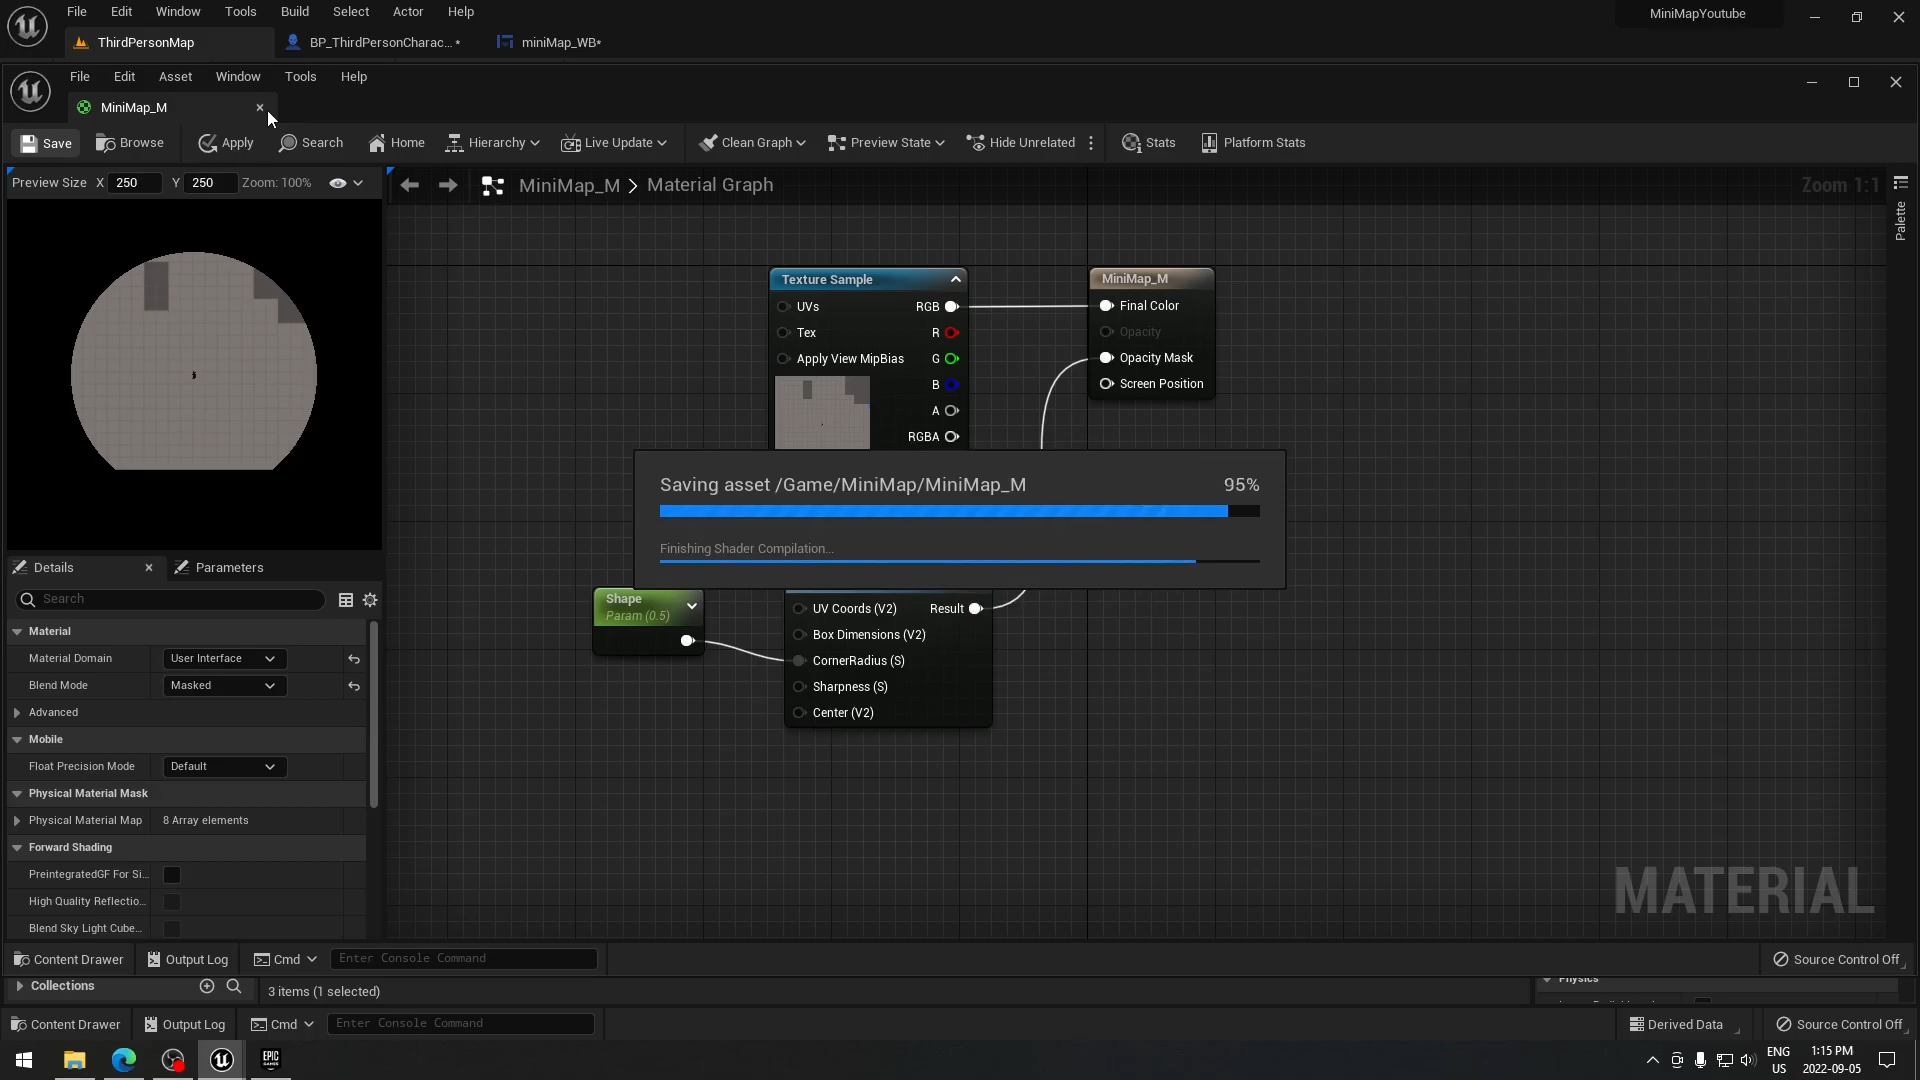 File Edit Window Tools Build Select Actor Help
MiniMapYoutube
ThirdPersonMap
BP_ThirdPersonCharac... *
miniMap_WB*
File Edit Asset Window Tools Help
MiniMap_M
Save
Browse
Apply
Search
Home
Hierarchy
Live Update
Clean Graph
Preview State
Hide Unrelated
Stats
Platform Stats
Preview Size X 250 Y 250 Zoom: 100%
MiniMap_M > Material Graph
Zoom 1:1
Palette
Texture Sample
UVs
RGB
Tex
R
Apply View MipBias
G
B
A
RGBA
MiniMap_M
Final Color
Opacity
Opacity Mask
Screen Position
Saving asset /Game/MiniMap/MiniMap_M
95%
Finishing Shader Compilation...
Shape
Param (0.5)
UV Coords (V2)
Result
Box Dimensions (V2)
CornerRadius (S)
Sharpness (S)
Center (V2)
MATERIAL
Details
Parameters
Search
Material
Material Domain User Interface
Blend Mode Masked
Advanced
Mobile
Float Precision Mode Default
Physical Material Mask
Physical Material Map 8 Array elements
Forward Shading
PreintegratedGF For Si...
High Quality Reflectio...
Blend Sky Light Cube...
Content Drawer
Output Log
Cmd
Enter Console Command
Source Control Off
Collections
3 items (1 selected)
Physics
Content Drawer
Output Log
Cmd
Enter Console Command
Derived Data
Source Control Off
EPIC
GAMES
ENG
US
1:15 PM
2022-09-05